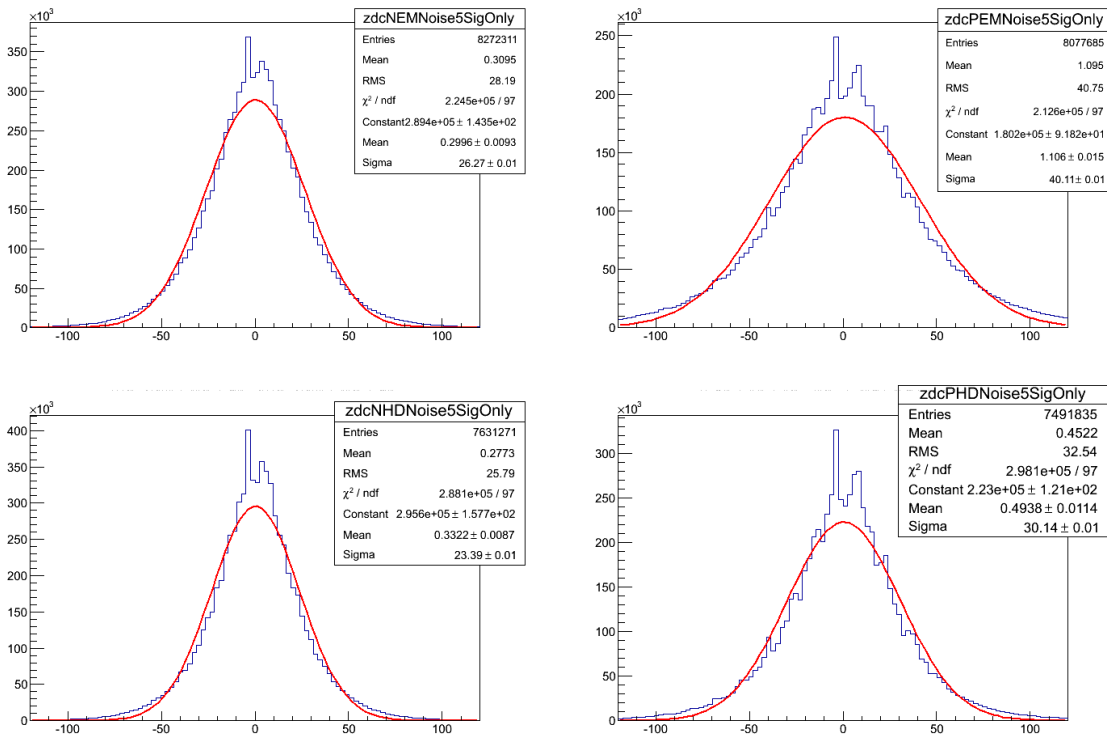 ×10³
zdcNEMNoise5SigOnly
Entries 8272311
Mean 0.3095
RMS 28.19
χ² / ndf 2.245e+05 / 97
Constant2.894e+05 ± 1.435e+02
Mean 0.2996 ± 0.0093
Sigma 26.27 ± 0.01
350
300
250
200
150
100
50
0
-100 -50 0 50 100
×10³
zdcPEMNoise5SigOnly
Entries 8077685
Mean 1.095
RMS 40.75
χ² / ndf 2.126e+05 / 97
Constant 1.802e+05 ± 9.182e+01
Mean 1.106 ± 0.015
Sigma 40.11 ± 0.01
250
200
150
100
50
0
-100 -50 0 50 100
×10³
zdcNHDNoise5SigOnly
Entries 7631271
Mean 0.2773
RMS 25.79
χ² / ndf 2.881e+05 / 97
Constant 2.956e+05 ± 1.577e+02
Mean 0.3322 ± 0.0087
Sigma 23.39 ± 0.01
400
350
300
250
200
150
100
50
0
-100 -50 0 50 100
×10³
zdcPHDNoise5SigOnly
Entries 7491835
Mean 0.4522
RMS 32.54
χ² / ndf 2.981e+05 / 97
Constant 2.23e+05 ± 1.21e+02
Mean 0.4938 ± 0.0114
Sigma 30.14 ± 0.01
300
250
200
150
100
50
0
-100 -50 0 50 100